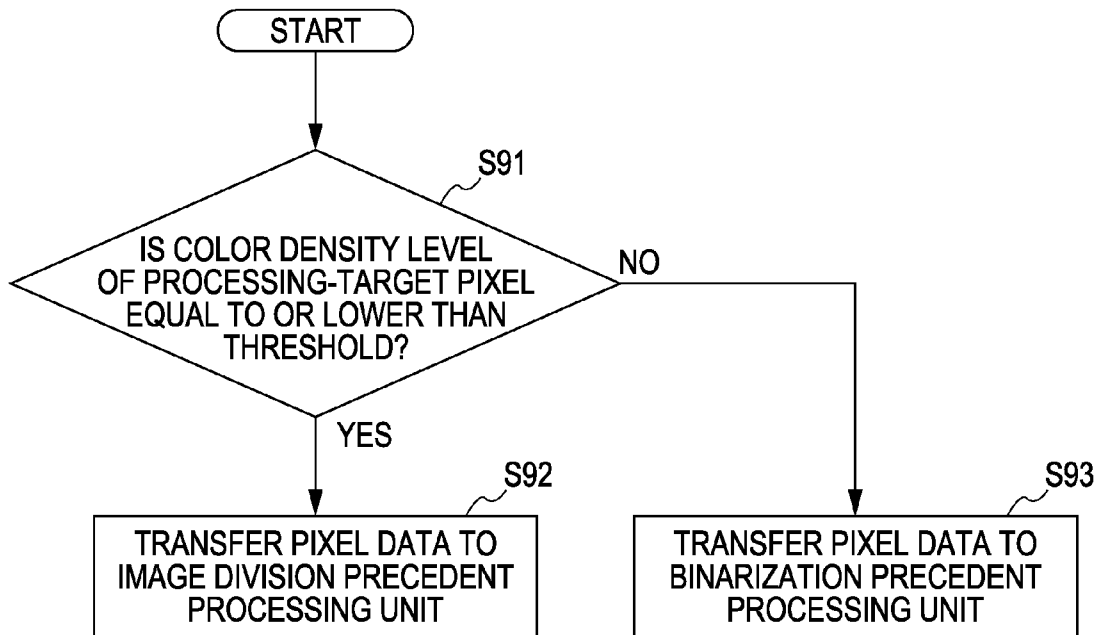 START
S91
IS COLOR DENSITY LEVEL
OF PROCESSING-TARGET PIXEL
EQUAL TO OR LOWER THAN
THRESHOLD?
NO
YES
S92
TRANSFER PIXEL DATA TO
IMAGE DIVISION PRECEDENT
PROCESSING UNIT
S93
TRANSFER PIXEL DATA TO
BINARIZATION PRECEDENT
PROCESSING UNIT